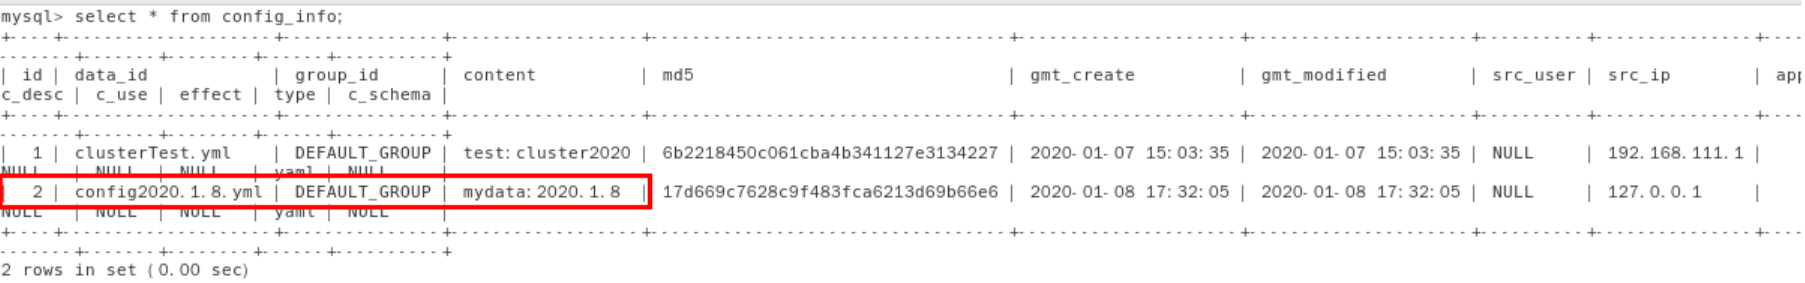 mysql> select * from config_info;
+----+-------------------+---------------+-------------------+----------------------------------+---------------------+---------------------+----------+---------------+----
-------+-------+--------+------+----------+
| id | data_id | group_id | content | md5 | gmt_create | gmt_modified | src_user | src_ip | app
c_desc | c_use | effect | type | c_schema |
+----+-------------------+---------------+-------------------+----------------------------------+---------------------+---------------------+----------+---------------+----
-------+-------+--------+------+----------+
| 1 | clusterTest.yml | DEFAULT_GROUP | test: cluster2020 | 6b2218450c061cba4b341127e3134227 | 2020-01-07 15:03:35 | 2020-01-07 15:03:35 | NULL | 192.168.111.1 |
NULL | NULL | NULL | yaml | NULL |
| 2 | config2020.1.8.yml | DEFAULT_GROUP | mydata: 2020.1.8 | 17d669c7628c9f483fca6213d69b66e6 | 2020-01-08 17:32:05 | 2020-01-08 17:32:05 | NULL | 127.0.0.1 |
NULL | NULL | NULL | yaml | NULL |
+----+-------------------+---------------+-------------------+----------------------------------+---------------------+---------------------+----------+---------------+----
-------+-------+--------+------+----------+
2 rows in set (0.00 sec)